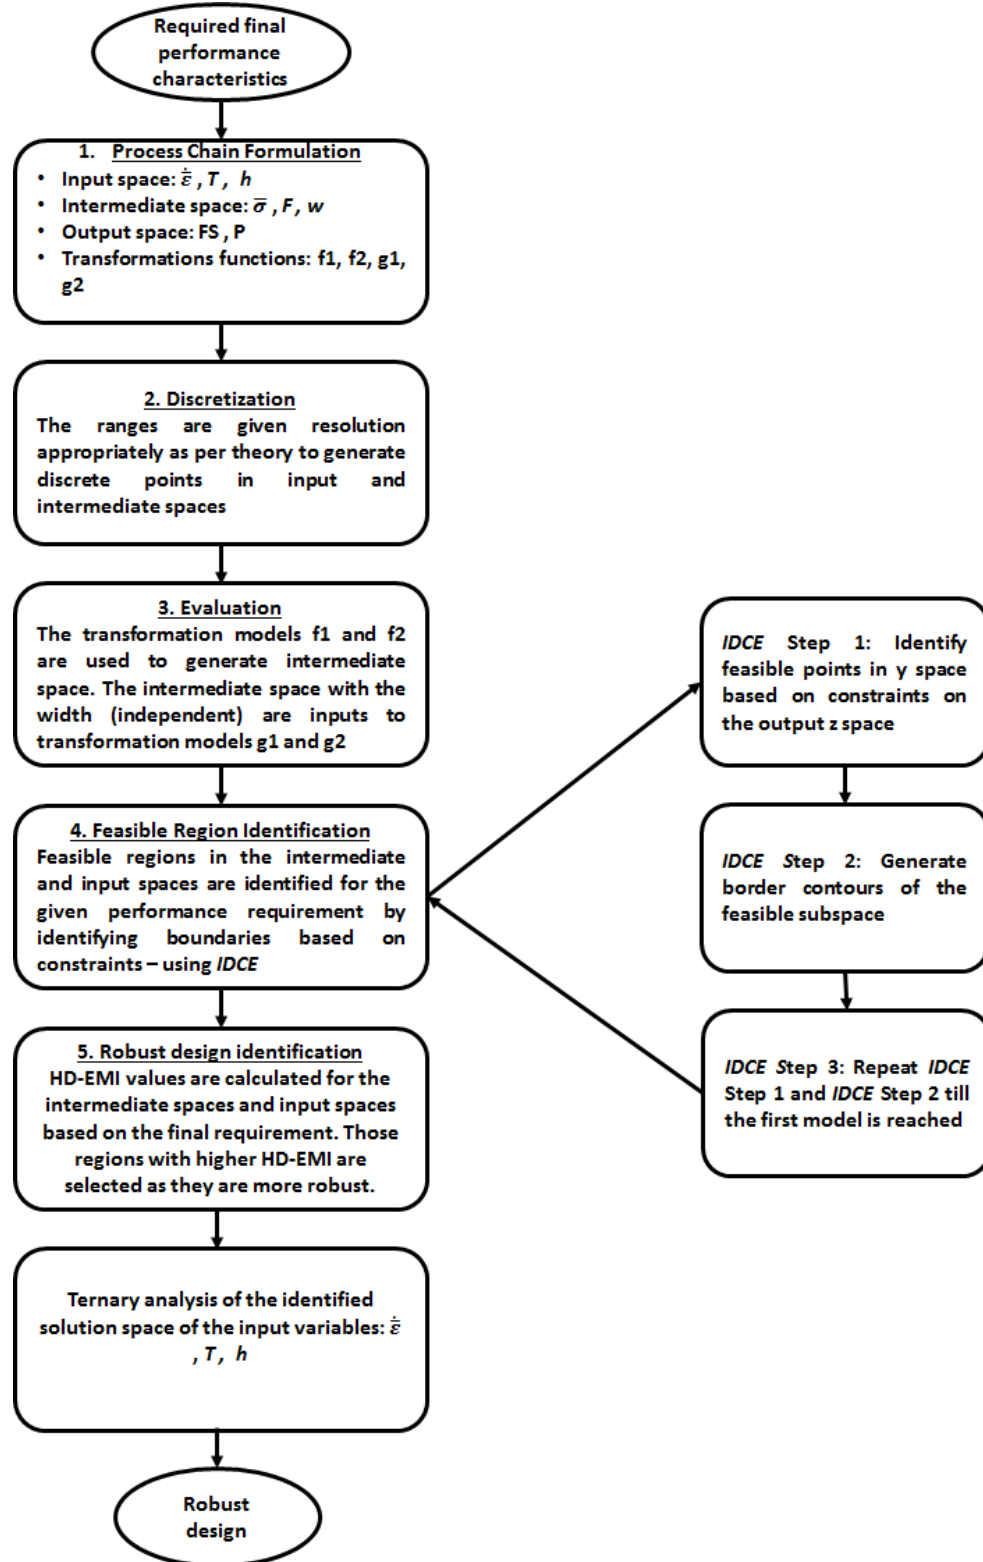 Required final
performance
characteristics
1. Process Chain Formulation
• Input space: ε̄̇ , T , h
• Intermediate space: σ̄ , F , w
• Output space: FS , P
• Transformations functions: f1, f2, g1,
g2
2. Discretization
The ranges are given resolution
appropriately as per theory to generate
discrete points in input and
intermediate spaces
3. Evaluation
The transformation models f1 and f2
are used to generate intermediate
space. The intermediate space with the
width (independent) are inputs to
transformation models g1 and g2
4. Feasible Region Identification
Feasible regions in the intermediate
and input spaces are identified for the
given performance requirement by
identifying boundaries based on
constraints – using IDCE
IDCE Step 1: Identify
feasible points in y space
based on constraints on
the output z space
IDCE Step 2: Generate
border contours of the
feasible subspace
IDCE Step 3: Repeat IDCE
Step 1 and IDCE Step 2 till
the first model is reached
5. Robust design identification
HD-EMI values are calculated for the
intermediate spaces and input spaces
based on the final requirement. Those
regions with higher HD-EMI are
selected as they are more robust.
Ternary analysis of the identified
solution space of the input variables: ε̄̇
, T , h
Robust
design